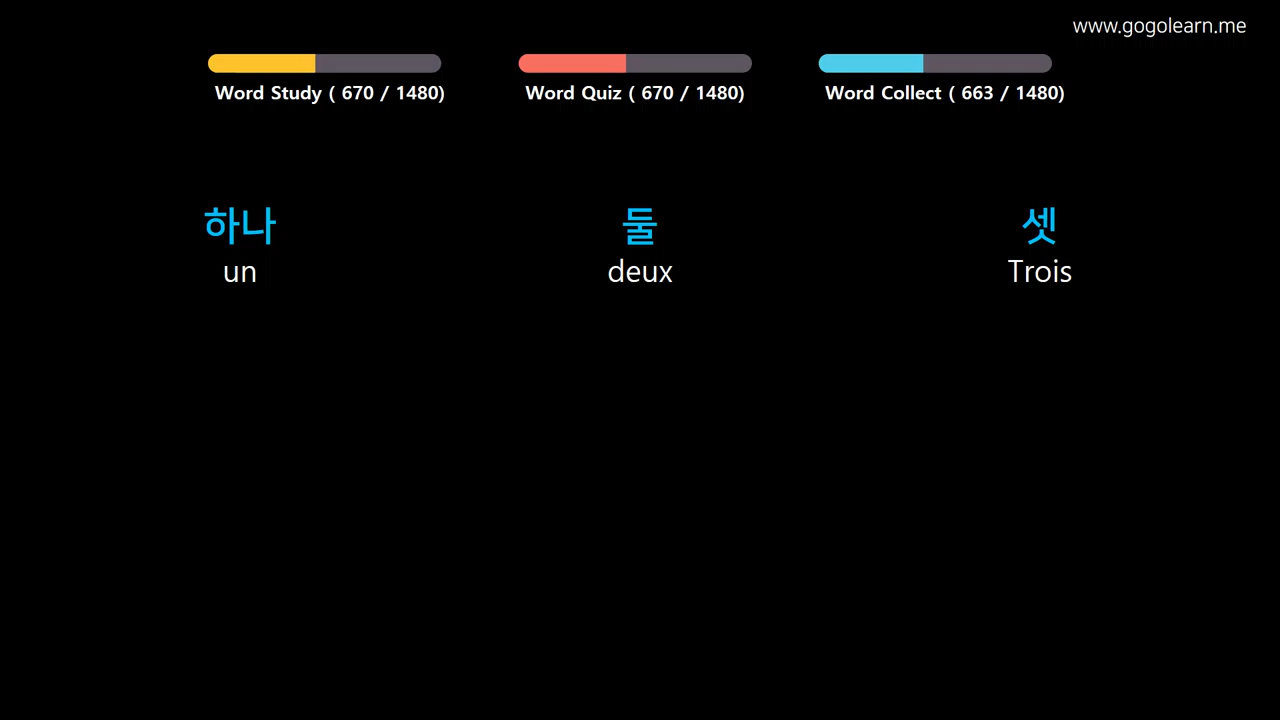 www.gogolearn.me
Word Study ( 670 / 1480)
Word Quiz ( 670 / 1480)
Word Collect ( 663 / 1480)
하나
둘
셋
un
deux
Trois